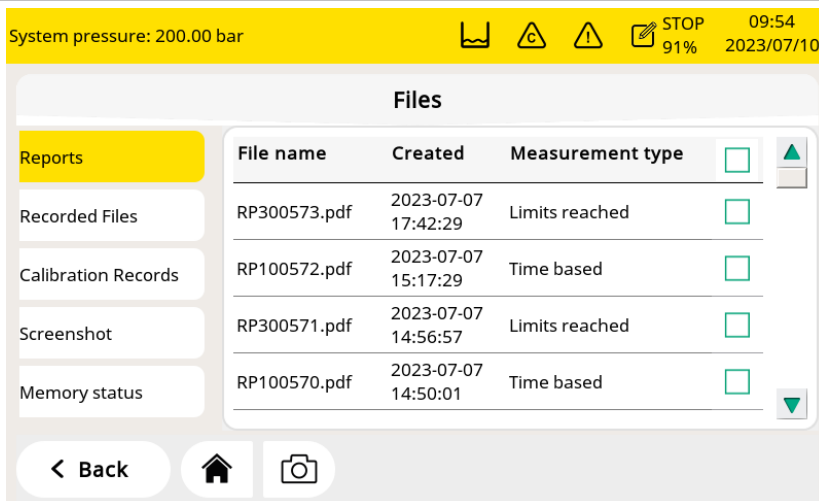 System pressure: 200.00 bar
C
!
STOP
91%
09:54
2023/07/10
Files
Reports
Recorded Files
Calibration Records
Screenshot
Memory status
File name Created Measurement type
RP300573.pdf 2023-07-07 17:42:29 Limits reached
RP100572.pdf 2023-07-07 15:17:29 Time based
RP300571.pdf 2023-07-07 14:56:57 Limits reached
RP100570.pdf 2023-07-07 14:50:01 Time based
Back